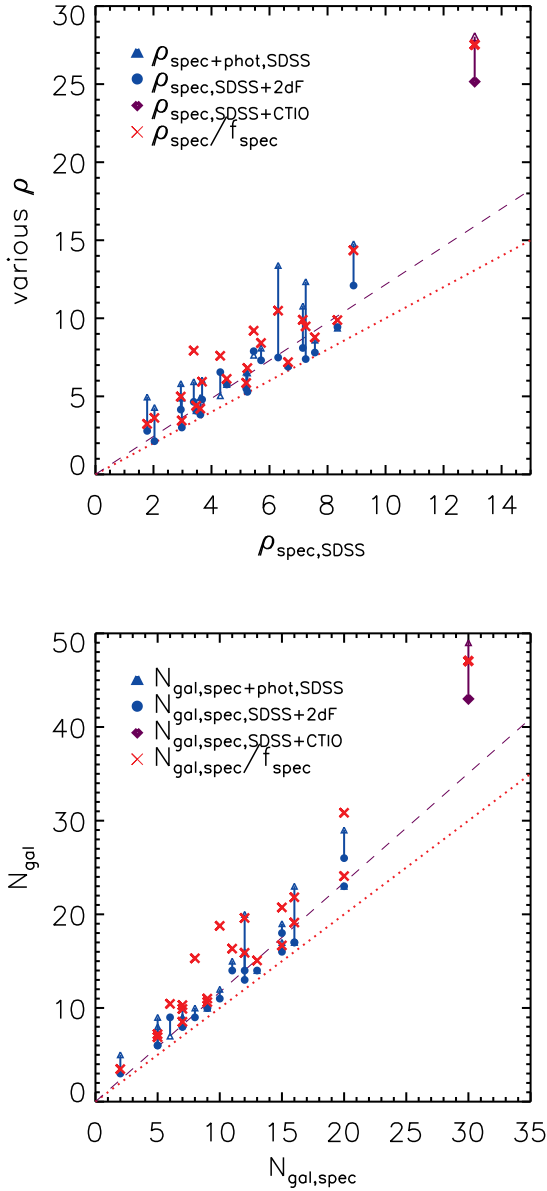 30
25
20
15
10
5
0
various ρ
ρspec+phot,SDSS
ρspec,SDSS+2dF
ρspec,SDSS+CTIO
ρspec/fspec
0 2 4 6 8 10 12 14
ρspec,SDSS
50
40
30
20
10
0
Ngal
Ngal,spec+phot,SDSS
Ngal,spec,SDSS+2dF
Ngal,spec,SDSS+CTIO
Ngal,spec/fspec
0 5 10 15 20 25 30 35
Ngal,spec